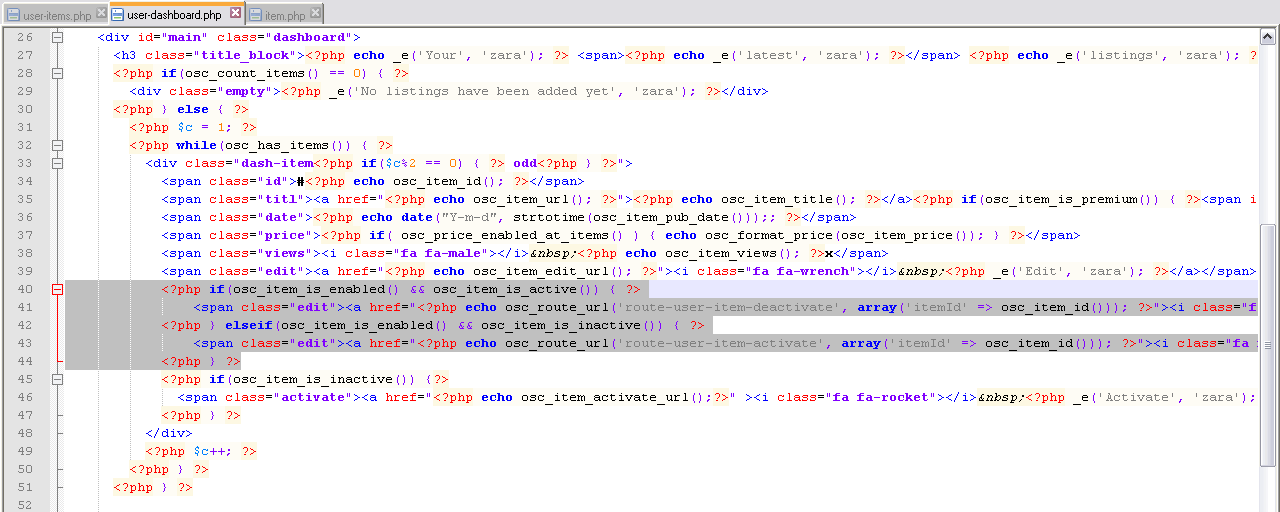 user-items.php user-dashboard.php item.php
26 <div id="main" class="dashboard">
27 <h3 class="title_block"><?php echo _e('Your', 'zara'); ?> <span><?php echo _e('latest', 'zara'); ?></span> <?php echo _e('listings', 'zara'); ?
28 <?php if(osc_count_items() == 0) { ?>
29 <div class="empty"><?php _e('No listings have been added yet', 'zara'); ?></div>
30 <?php } else { ?>
31 <?php $c = 1; ?>
32 <?php while(osc_has_items()) { ?>
33 <div class="dash-item<?php if($c%2 == 0) { ?> odd<?php } ?>">
34 <span class="id">#<?php echo osc_item_id(); ?></span>
35 <span class="titl"><a href="<?php echo osc_item_url(); ?>"><?php echo osc_item_title(); ?></a><?php if(osc_item_is_premium()) { ?><span i
36 <span class="date"><?php echo date("Y-m-d", strtotime(osc_item_pub_date()));; ?></span>
37 <span class="price"><?php if( osc_price_enabled_at_items() ) { echo osc_format_price(osc_item_price()); } ?></span>
38 <span class="views"><i class="fa fa-male"></i>&nbsp;<?php echo osc_item_views(); ?>x</span>
39 <span class="edit"><a href="<?php echo osc_item_edit_url(); ?>"><i class="fa fa-wrench"></i>&nbsp;<?php _e('Edit', 'zara'); ?></a></span>
40 <?php if(osc_item_is_enabled() && osc_item_is_active()) { ?>
41 <span class="edit"><a href="<?php echo osc_route_url('route-user-item-deactivate', array('itemId' => osc_item_id())); ?>"><i class="f
42 <?php } elseif(osc_item_is_enabled() && osc_item_is_inactive()) { ?>
43 <span class="edit"><a href="<?php echo osc_route_url('route-user-item-activate', array('itemId' => osc_item_id())); ?>"><i class="fa
44 <?php } ?>
45 <?php if(osc_item_is_inactive()) {?>
46 <span class="activate"><a href="<?php echo osc_item_activate_url();?>" ><i class="fa fa-rocket"></i>&nbsp;<?php _e('Activate', 'zara');
47 <?php } ?>
48 </div>
49 <?php $c++; ?>
50 <?php } ?>
51 <?php } ?>
52